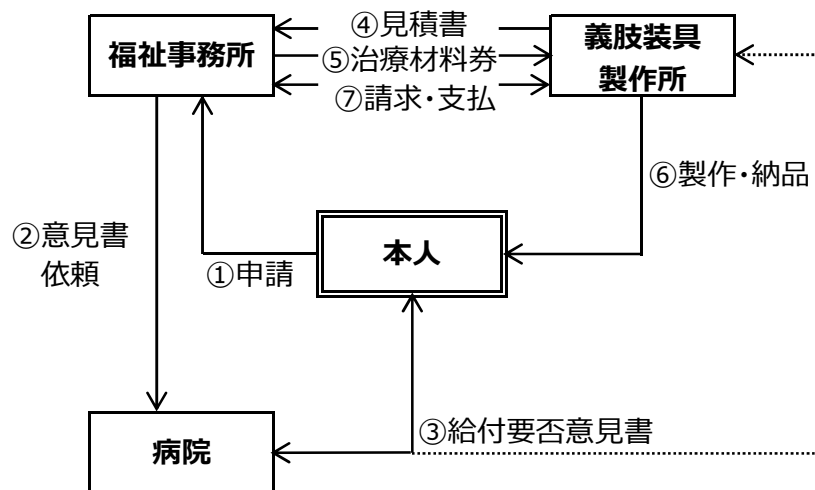 ④見積書
福祉事務所
⑤治療材料券
義肢装具
製作所
⑦請求・支払
⑥製作・納品
②意見書
依頼
①申請
本人
③給付要否意見書
病院